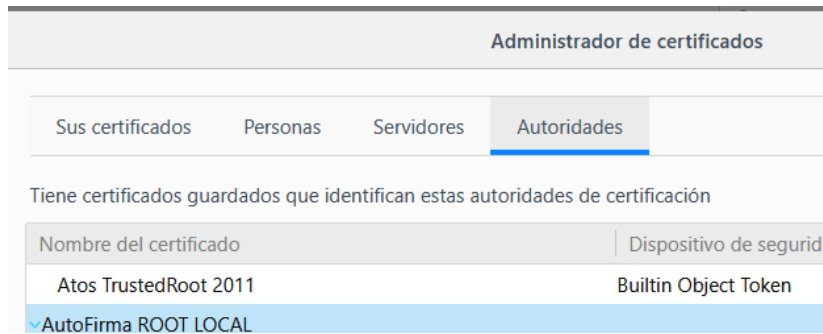 Administrador de certificados
Sus certificados Personas Servidores Autoridades
Tiene certificados guardados que identifican estas autoridades de certificación
Nombre del certificado Dispositivo de segurid
Atos TrustedRoot 2011 Builtin Object Token
AutoFirma ROOT LOCAL